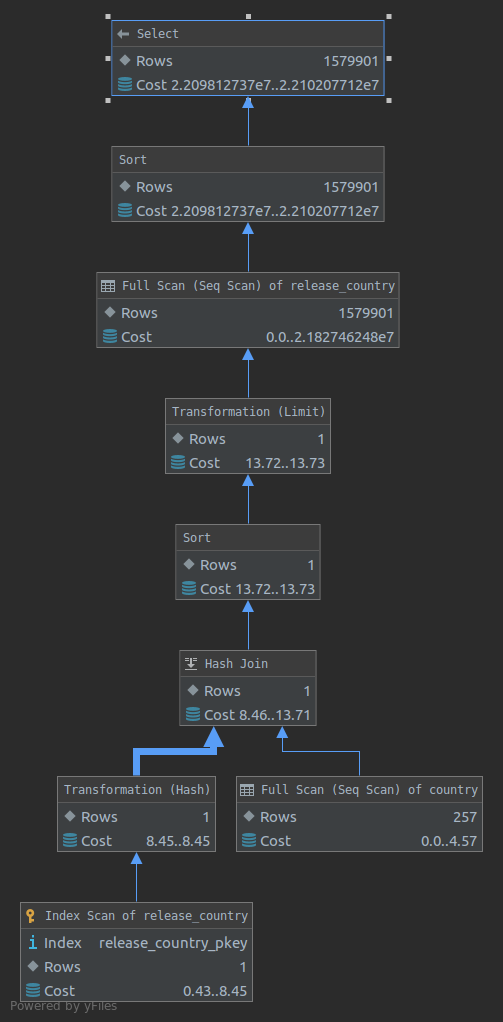 Select
Rows 1579901
Cost 2.209812737e7..2.210207712e7
Sort
Rows 1579901
Cost 2.209812737e7..2.210207712e7
Full Scan (Seq Scan) of release_country
Rows 1579901
Cost 0.0..2.182746248e7
Transformation (Limit)
Rows 1
Cost 13.72..13.73
Sort
Rows 1
Cost 13.72..13.73
Hash Join
Rows 1
Cost 8.46..13.71
Transformation (Hash)
Rows 1
Cost 8.45..8.45
Full Scan (Seq Scan) of country
Rows 257
Cost 0.0..4.57
Index Scan of release_country
Index release_country_pkey
Rows 1
Cost 0.43..8.45
Powered by yFiles